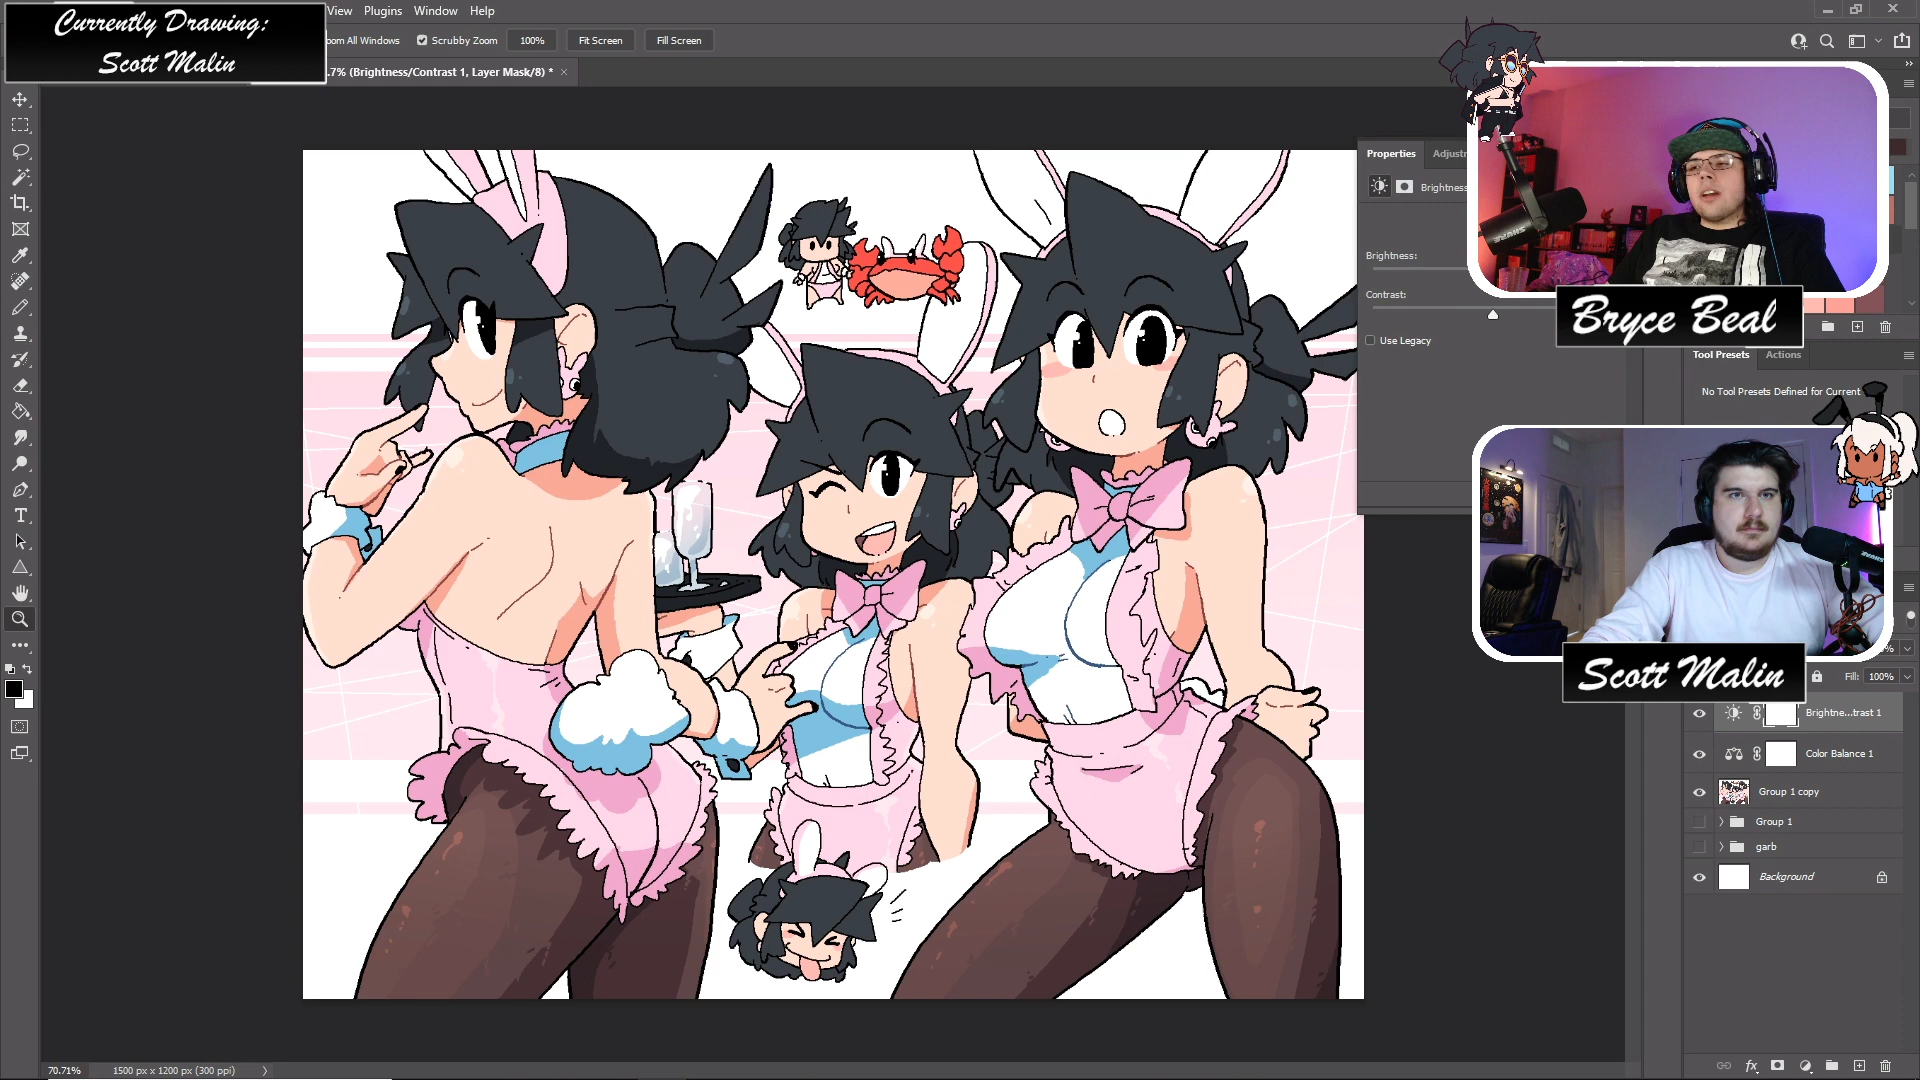 Currently Drawing:
Scott Malin
View Plugins Window Help
oom All Windows
Scrubby Zoom
100%
Fit Screen
Fill Screen
.7% (Brightness/Contrast 1, Layer Mask/8) *
Properties
Adjustr
Brightness
Brightness:
Contrast:
Use Legacy
Bryce Beal
Tool Presets
Actions
No Tool Presets Defined for Current
SHURE
Scott Malin
Fill: 100%
Brightne...trast 1
Color Balance 1
Group 1 copy
Group 1
garb
Background
70.71%
1500 px x 1200 px (300 ppi)